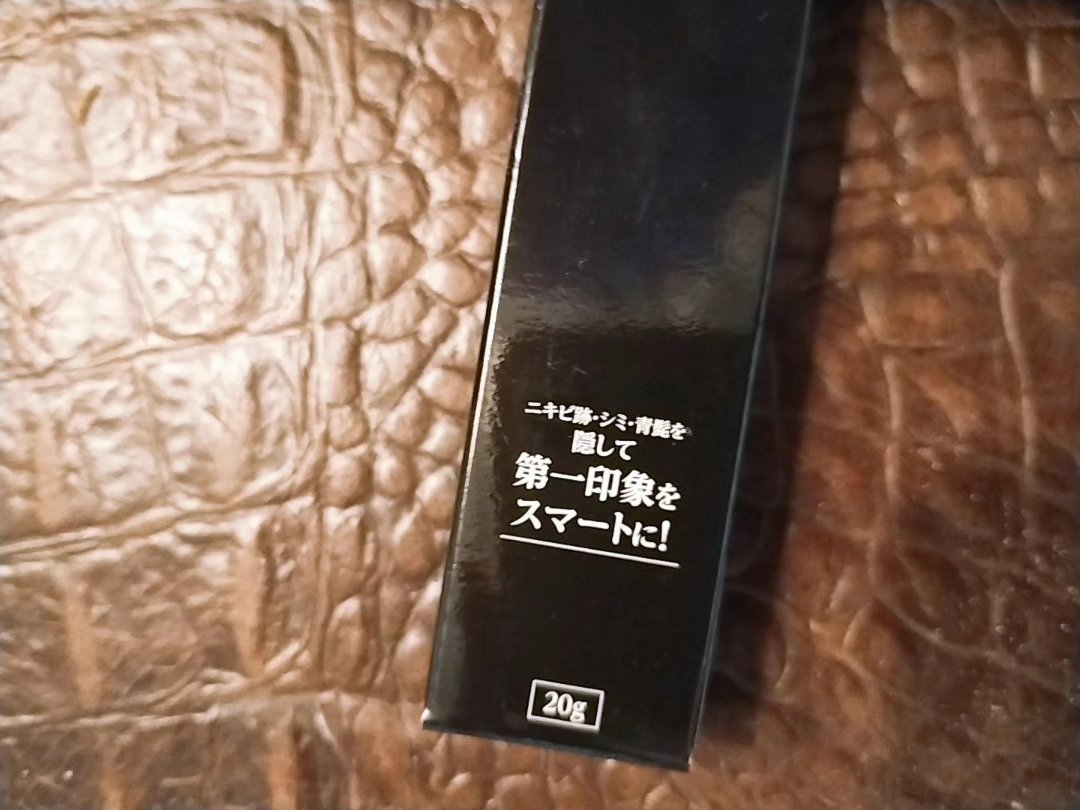 ニキビ跡・シミ・青髭を
隠して
第一印象を
スマートに!
20g